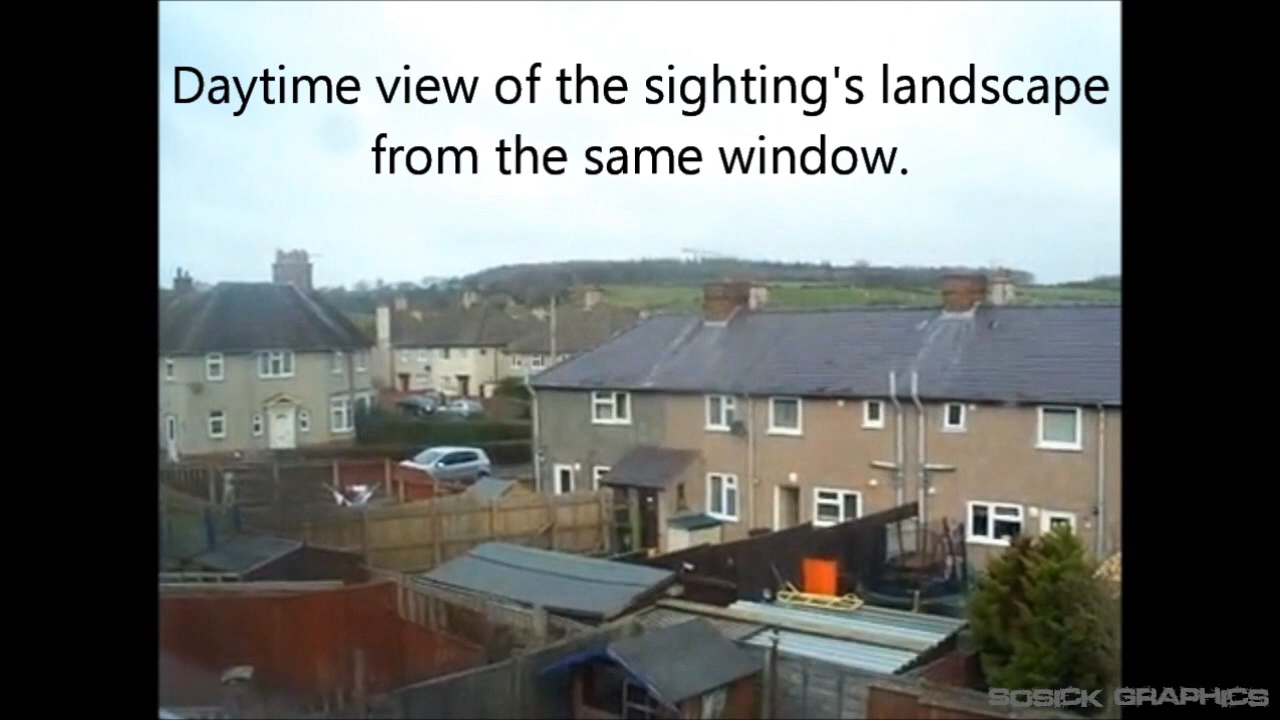 Daytime view of the sighting's landscape
from the same window.
SOSICK GRAPHICS